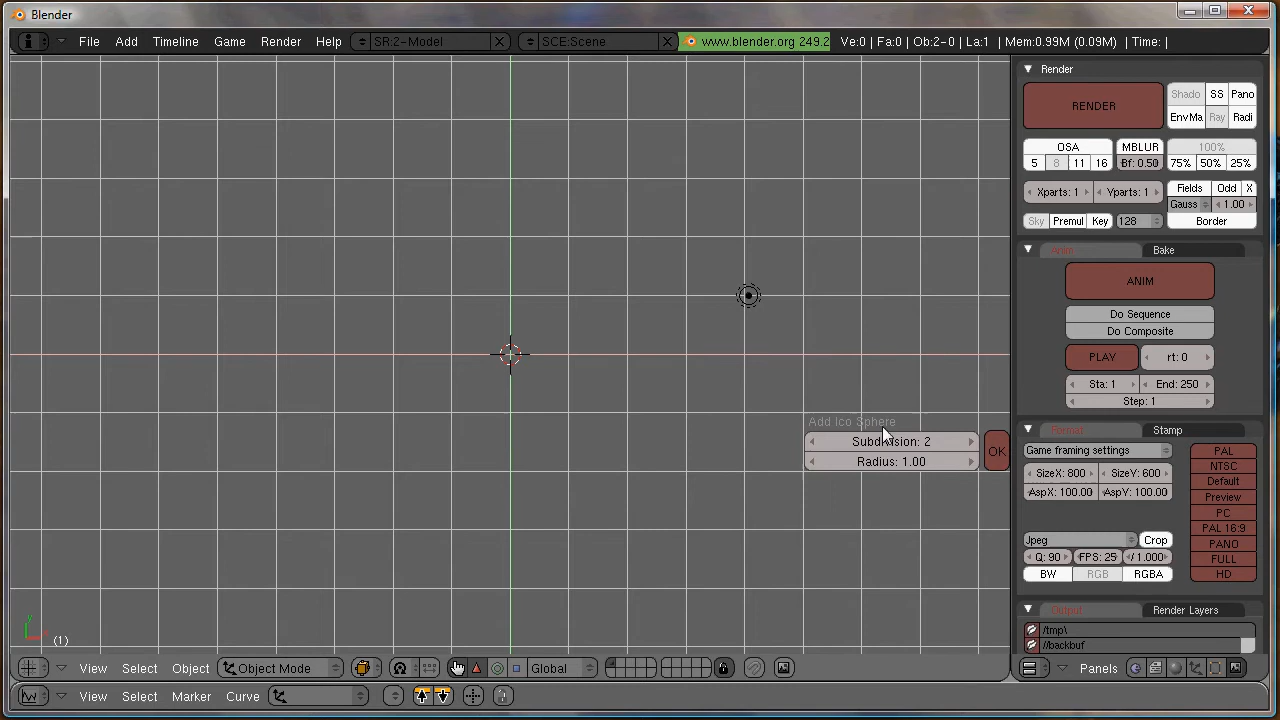 Blender
File Add Timeline Game Render Help SR:2-Model SCE:Scene www.blender.org 249.2 Ve:0 | Fa:0 | Ob:2-0 | La:1 | Mem:0.99M (0.09M) | Time: |
Render
RENDER
Shado SS Pano
EnvMa Ray Radi
OSA MBLUR 100%
5 8 11 16 Bf: 0.50 75% 50% 25%
Xparts: 1 Yparts: 1
Fields Odd X
Gauss 1.00
Sky Premul Key 128 Border
Anim Bake
ANIM
Do Sequence
Do Composite
PLAY rt: 0
Sta: 1 End: 250
Step: 1
Add Ico Sphere
Subdivision: 2
Radius: 1.00
OK
Format Stamp
Game framing settings
SizeX: 800 SizeY: 600
AspX: 100.00 AspY: 100.00
Jpeg Crop
Q: 90 FPS: 25 / 1.000
BW RGB RGBA
PAL
NTSC
Default
Preview
PC
PAL 16:9
PANO
FULL
HD
Output Render Layers
/tmp\
//backbuf
y
x
(1)
View Select Object Object Mode Global Panels
View Select Marker Curve